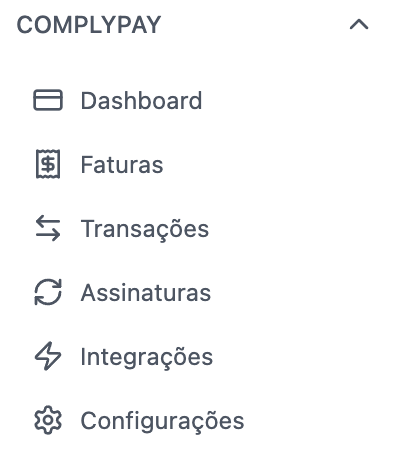 COMPLYPAY
Dashboard
Faturas
Transações
Assinaturas
Integrações
Configurações